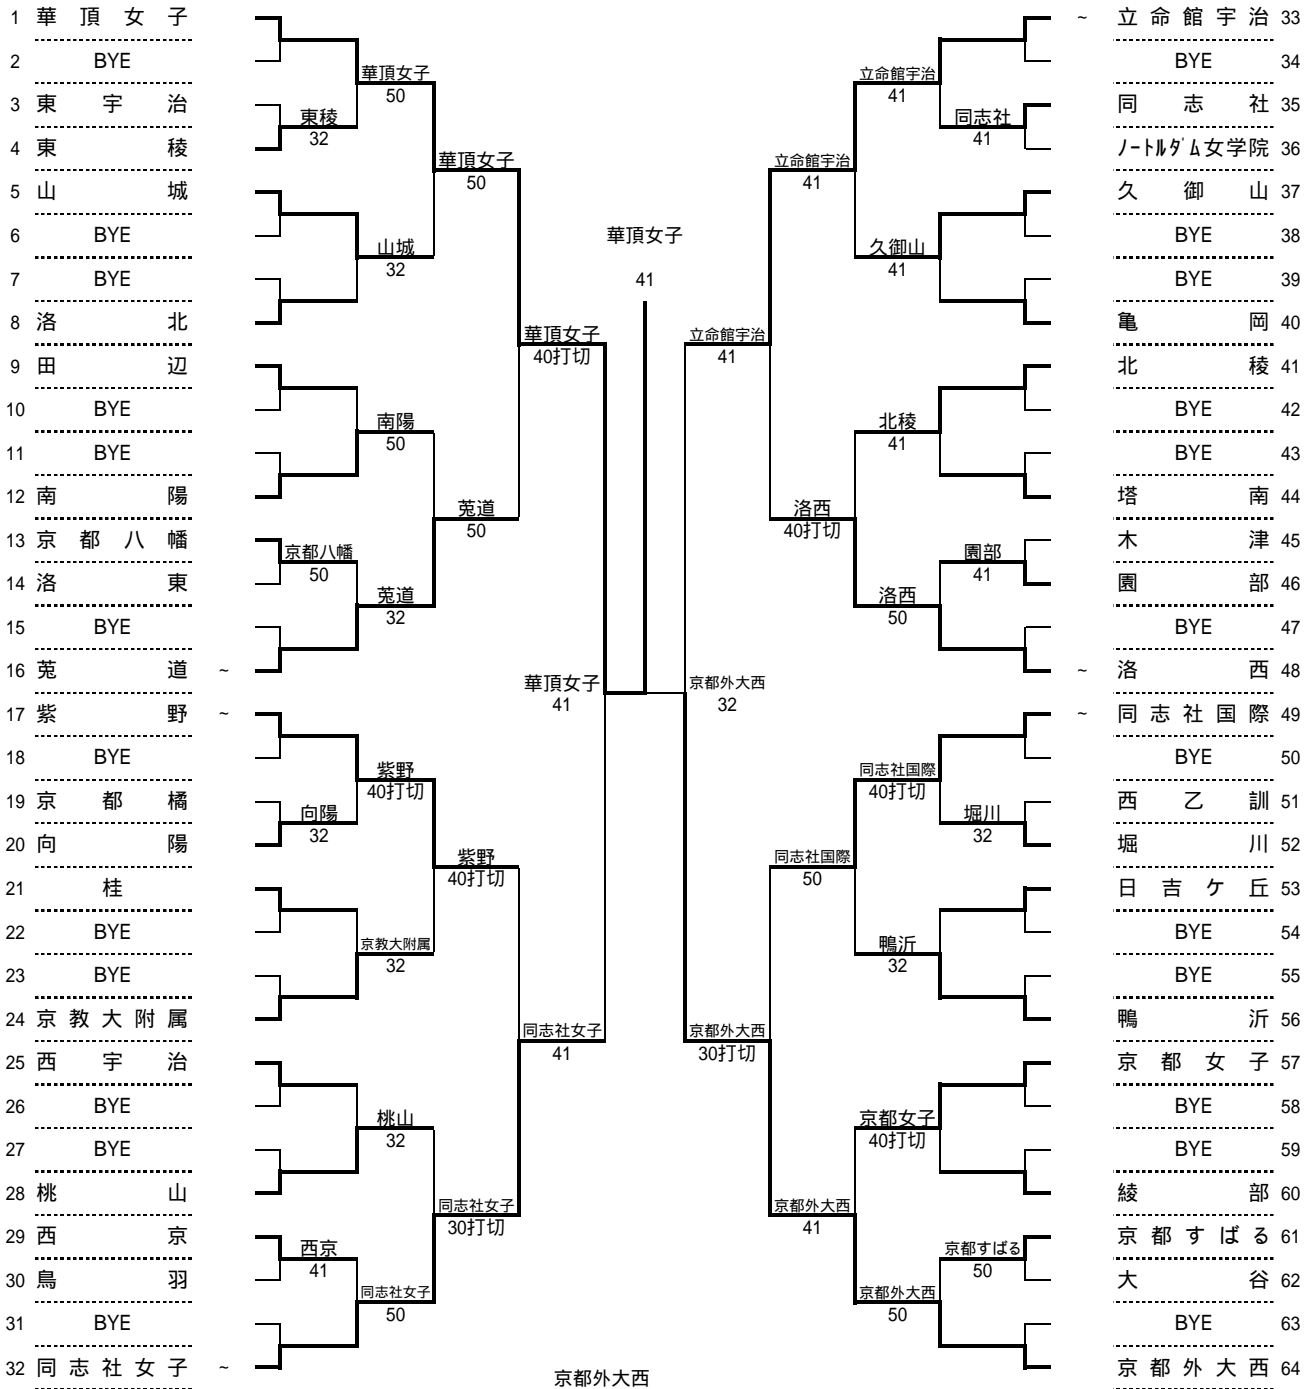 1 華頂女子
2 BYE
3 東宇治
4 東稜
5 山城
6 BYE
7 BYE
8 洛北
9 田辺
10 BYE
11 BYE
12 南陽
13 京都八幡
14 洛東
15 BYE
16 莵道 ~
17 紫野 ~
18 BYE
19 京都橘
20 向陽
21 桂
22 BYE
23 BYE
24 京教大附属
25 西宇治
26 BYE
27 BYE
28 桃山
29 西京
30 鳥羽
31 BYE
32 同志社女子 ~
東稜
32
京都八幡
50
向陽
32
西京
41
華頂女子
50
山城
32
南陽
50
莵道
32
紫野
40打切
京教大附属
32
桃山
32
同志社女子
50
華頂女子
50
莵道
50
紫野
40打切
同志社女子
30打切
華頂女子
40打切
同志社女子
41
華頂女子
41
華頂女子
41
京都外大西
32
京都外大西
立命館宇治
41
京都外大西
30打切
立命館宇治
41
洛西
40打切
同志社国際
50
京都外大西
41
立命館宇治
41
久御山
41
北稜
41
洛西
50
同志社国際
40打切
鴨沂
32
京都女子
40打切
京都外大西
50
同志社
41
園部
41
堀川
32
京都すばる
50
~ 立命館宇治 33
BYE 34
同志社 35
ノートルダム女学院 36
久御山 37
BYE 38
BYE 39
亀岡 40
北稜 41
BYE 42
BYE 43
塔南 44
木津 45
園部 46
BYE 47
~ 洛西 48
~ 同志社国際 49
BYE 50
西乙訓 51
堀川 52
日吉ケ丘 53
BYE 54
BYE 55
鴨沂 56
京都女子 57
BYE 58
BYE 59
綾部 60
京都すばる 61
大谷 62
BYE 63
京都外大西 64